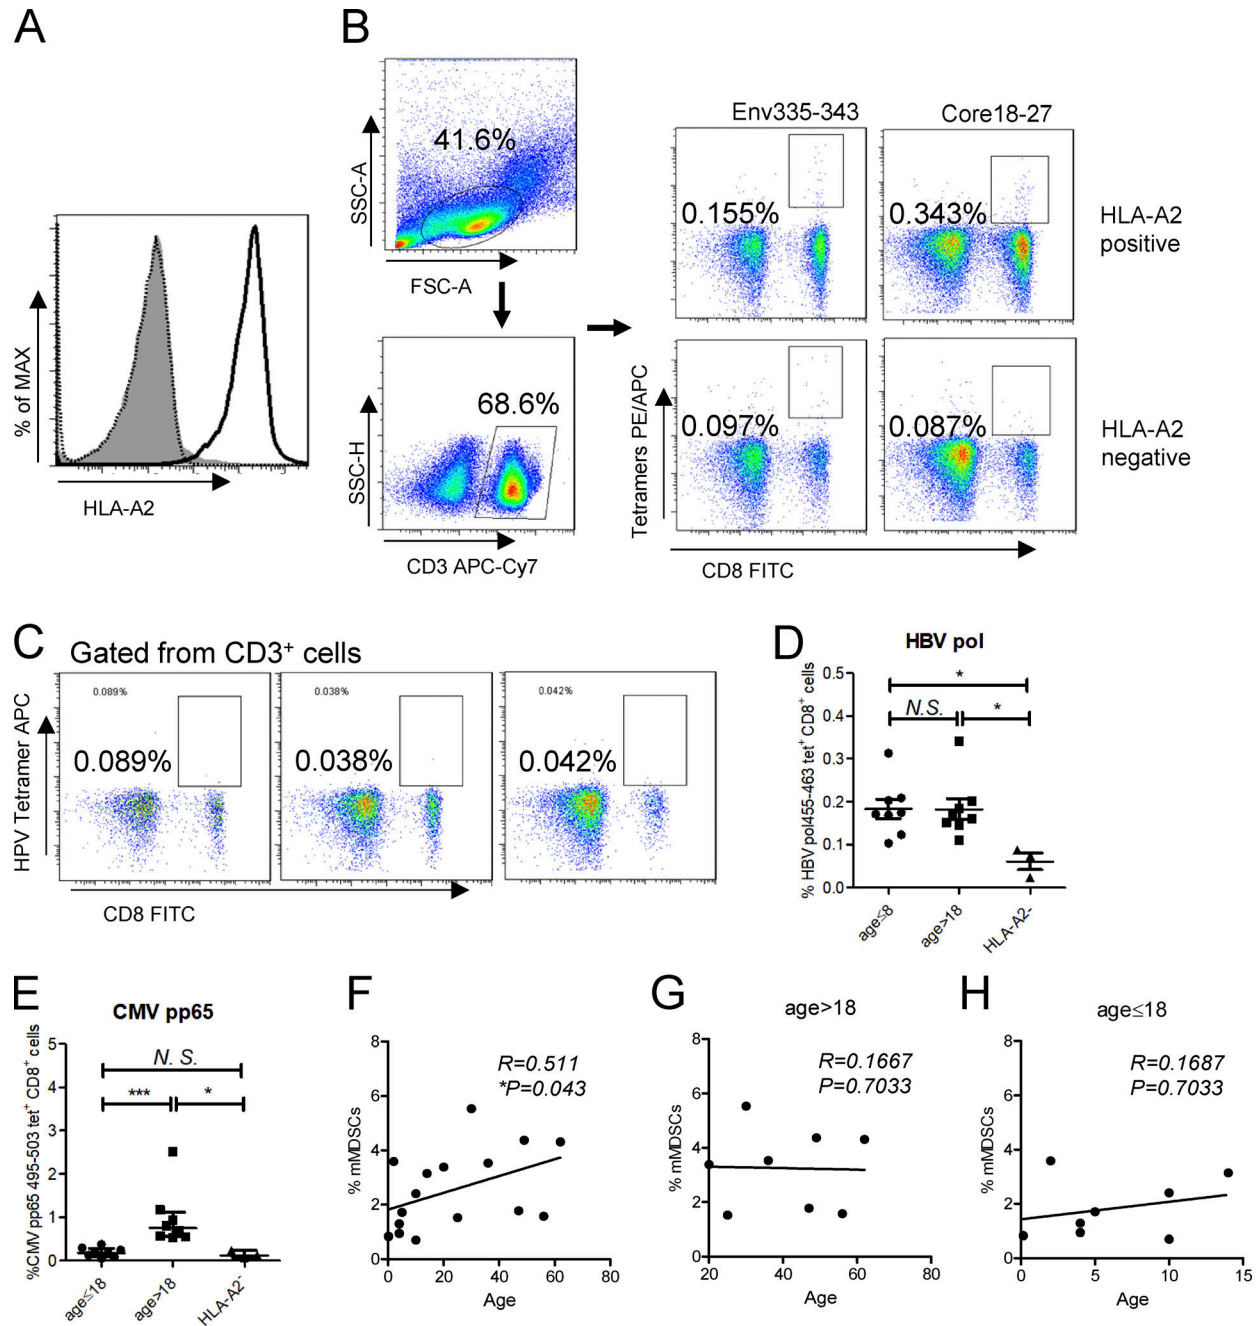 A
% of MAX
HLA-A2
B
41.6%
SSC-A
FSC-A
68.6%
SSC-H
CD3 APC-Cy7
Env335-343
Core18-27
0.155%
0.343%
HLA-A2
positive
0.097%
0.087%
HLA-A2
negative
Tetramers PE/APC
CD8 FITC
C
Gated from CD3⁺ cells
HPV Tetramer APC
0.089%
0.038%
0.042%
0.089%
0.038%
0.042%
CD8 FITC
D
HBV pol
% HBV pol455-463 tet⁺ CD8⁺ cells
0.5
0.4
0.3
0.2
0.1
0.0
*
N.S.
*
age≤8
age>18
HLA-A2-
E
CMV pp65
%CMV pp65 495-503 tet⁺ CD8⁺ cells
5
4
3
2
1
0
N. S.
***
*
age≤18
age>18
HLA-A2⁻
F
% mMDSCs
8
6
4
2
0
R=0.511
*P=0.043
0 20 40 60 80
Age
G
age>18
% mMDSCs
8
6
4
2
0
R=0.1667
P=0.7033
20 40 60 80
Age
H
age≤18
% mMDSCs
8
6
4
2
0
R=0.1687
P=0.7033
0 5 10 15
Age